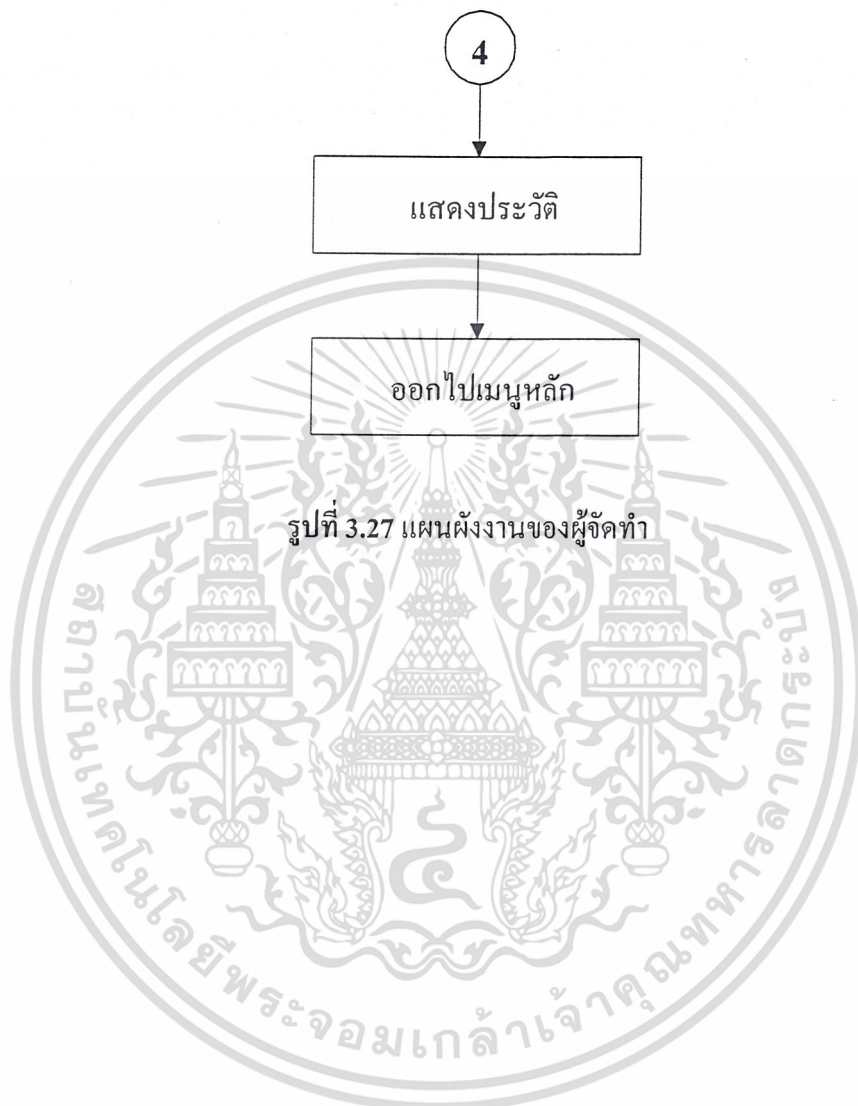 4
แสดงประวัติ
ออกไปเมนูหลัก
รูปที่ 3.27 แผนผังงานของผู้จัดทำ
สถาบันเทคโนโลยีพระจอมเกล้าเจ้าคุณทหารลาดกระบัง